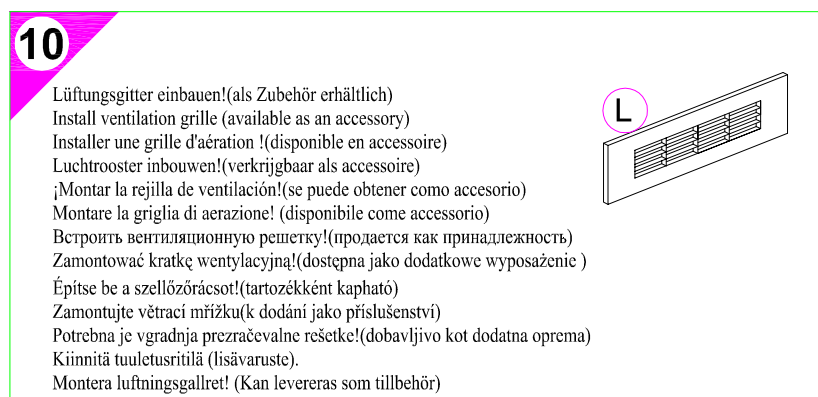 10
Lüftungsgitter einbauen!(als Zubehör erhältlich)
Install ventilation grille (available as an accessory)
Installer une grille d'aération !(disponible en accessoire)
Luchtrooster inbouwen!(verkrijgbaar als accessoire)
¡Montar la rejilla de ventilación!(se puede obtener como accesorio)
Montare la griglia di aerazione! (disponibile come accessorio)
Встроить вентиляционную решетку!(продается как принадлежность)
Zamontować kratkę wentylacyjną!(dostępna jako dodatkowe wyposażenie )
Építse be a szellőzőrácsot!(tartozékként kapható)
Zamontujte větrací mřížku(k dodání jako příslušenství)
Potrebna je vgradnja prezračevalne rešetke!(dobavljivo kot dodatna oprema)
Kiinnitä tuuletusritilä (lisävaruste).
Montera luftningsgallret! (Kan levereras som tillbehör)
L